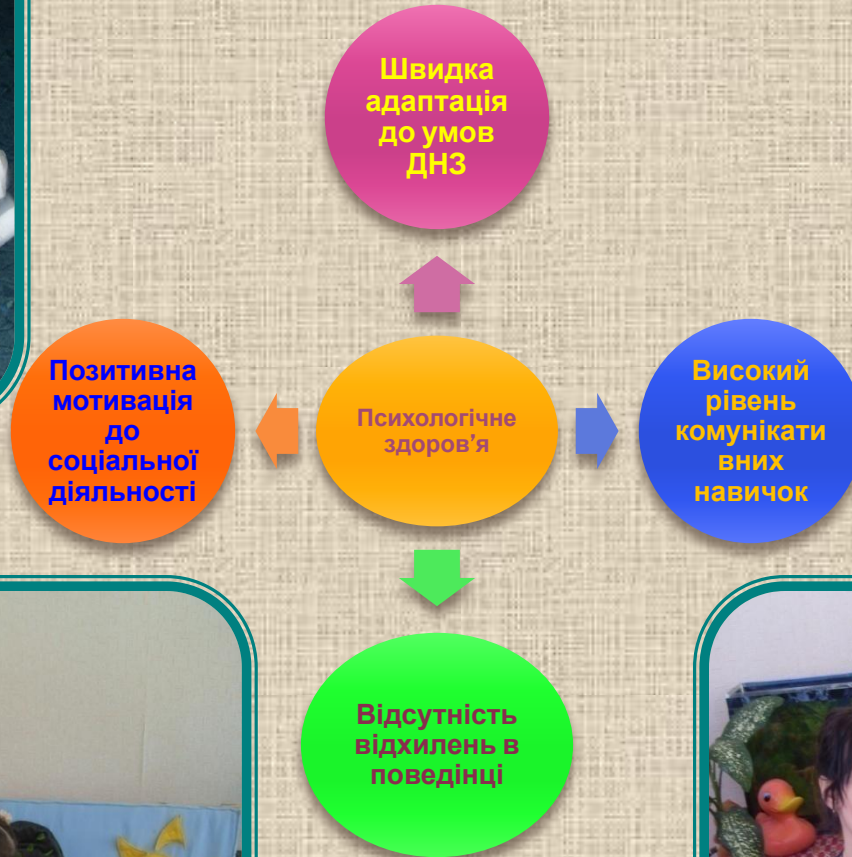 Швидка
адаптація
до умов
ДНЗ
Позитивна
мотивація
до
соціальної
діяльності
Психологічне
здоров’я
Високий
рівень
комунікати
вних
навичок
Відсутність
відхилень в
поведінці